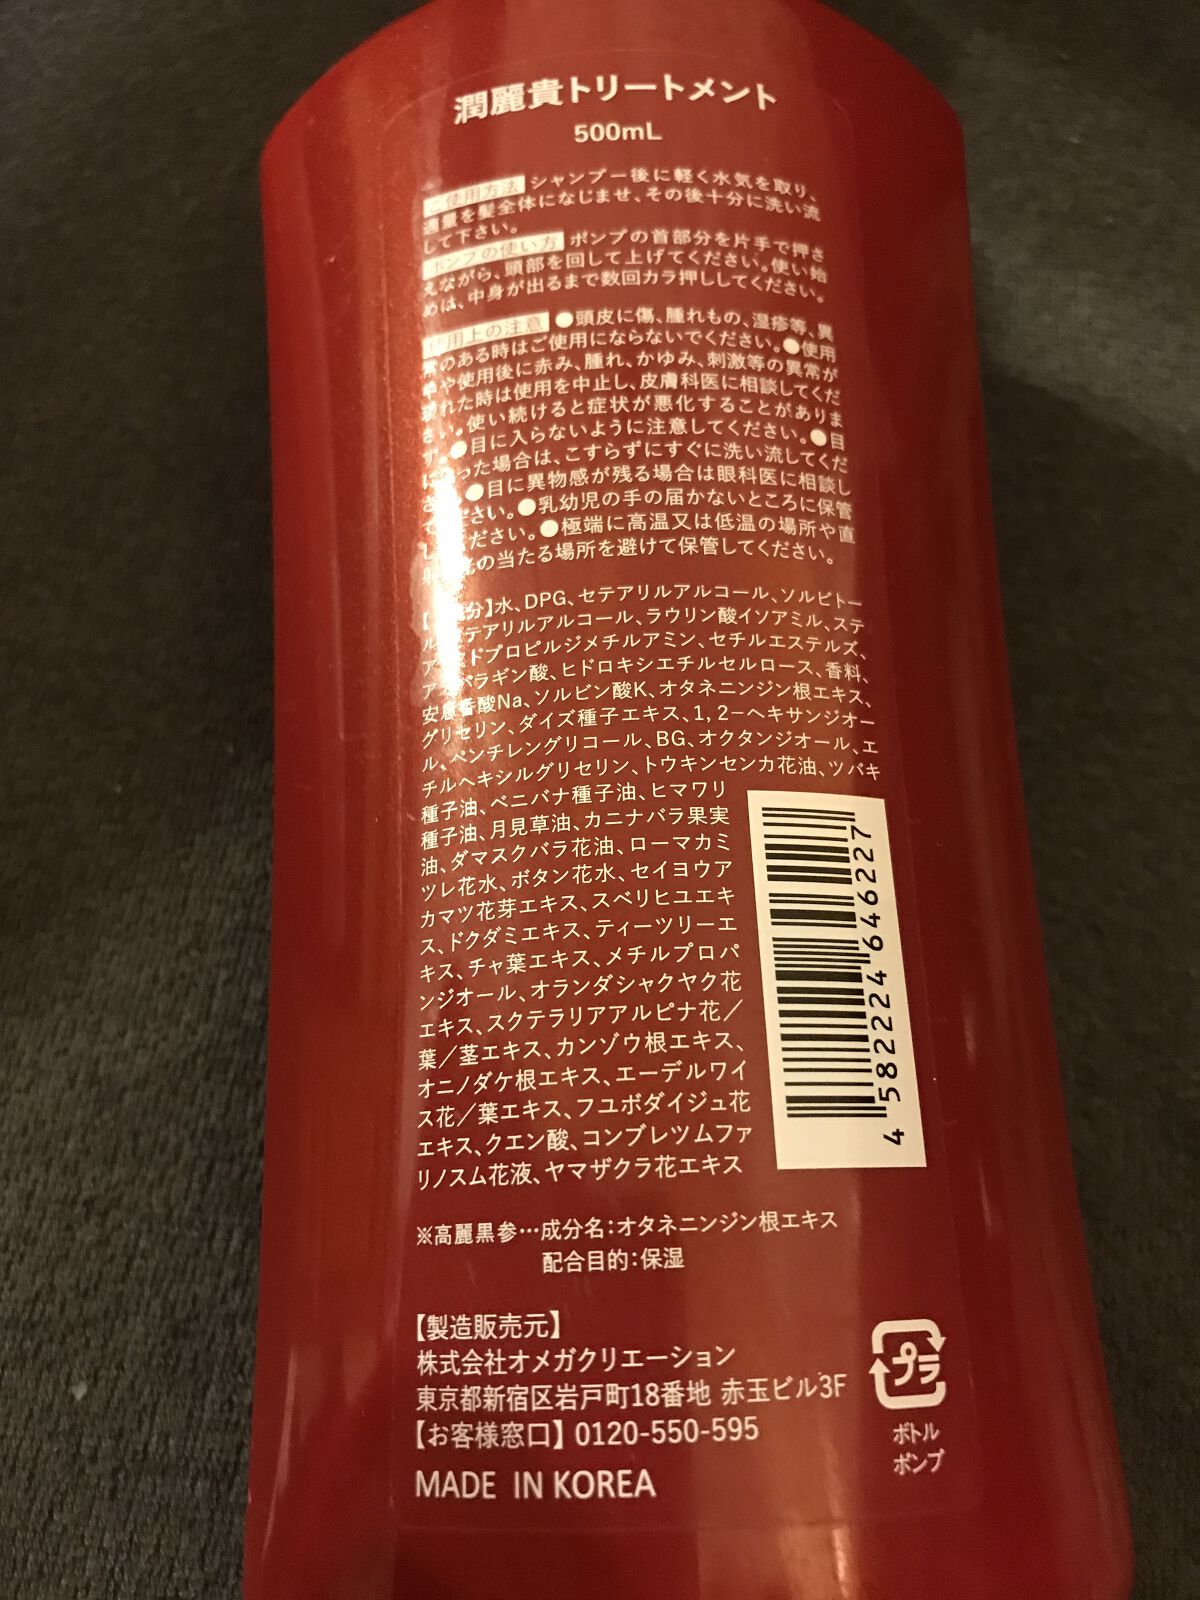 潤麗貴トリートメント
500mL
ご使用方法 シャンプー後に軽く水気を取り、
適量を髪全体になじませ、その後十分に洗い流
して下さい。
ポンプの使い方 ポンプの首部分を片手で押さ
えながら、頭部を回して上げてください。使い始
めは、中身が出るまで数回カラ押ししてください。
使用上の注意 ●頭皮に傷、腫れもの、湿疹等、異
常のある時はご使用にならないでください。●使用
中や使用後に赤み、腫れ、かゆみ、刺激等の異常が
現れた時は使用を中止し、皮膚科医に相談してくだ
さい。使い続けると症状が悪化することがありま
す。●目に入らないように注意してください。●目
に入った場合は、こすらずにすぐに洗い流してくだ
さ ●目に異物感が残る場合は眼科医に相談し
て ださい。●乳幼児の手の届かないところに保管
し ください。●極端に高温又は低温の場所や直
射 光の当たる場所を避けて保管してください。
【 分】水、DPG、セテアリルアルコール、ソルビトー
ル テアリルアルコール、ラウリン酸イソアミル、ステ
ア ドプロピルジメチルアミン、セチルエステルズ、
アスパラギン酸、ヒドロキシエチルセルロース、香料、
安息香酸Na、ソルビン酸K、オタネニンジン根エキス、
グリセリン、ダイズ種子エキス、1,2−ヘキサンジオー
ル、ペンチレングリコール、BG、オクタンジオール、エ
チルヘキシルグリセリン、トウキンセンカ花油、ツバキ
種子油、ベニバナ種子油、ヒマワリ
種子油、月見草油、カニナバラ果実
油、ダマスクバラ花油、ローマカミ
ツレ花水、ボタン花水、セイヨウア
カマツ花芽エキス、スベリヒユエキ
ス、ドクダミエキス、ティーツリーエ
キス、チャ葉エキス、メチルプロパ
ンジオール、オランダシャクヤク花
エキス、スクテラリアアルピナ花／
葉／茎エキス、カンゾウ根エキス、
オニノダケ根エキス、エーデルワイ
ス花／葉エキス、フユボダイジュ花
エキス、クエン酸、コンブレツムファ
リノスム花液、ヤマザクラ花エキス
4 582224 646227
※高麗黒参…成分名：オタネニンジン根エキス
配合目的：保湿
【製造販売元】
株式会社オメガクリエーション
東京都新宿区岩戸町18番地 赤玉ビル3F
【お客様窓口】0120-550-595
MADE IN KOREA
プラ
ボトル
ポンプ